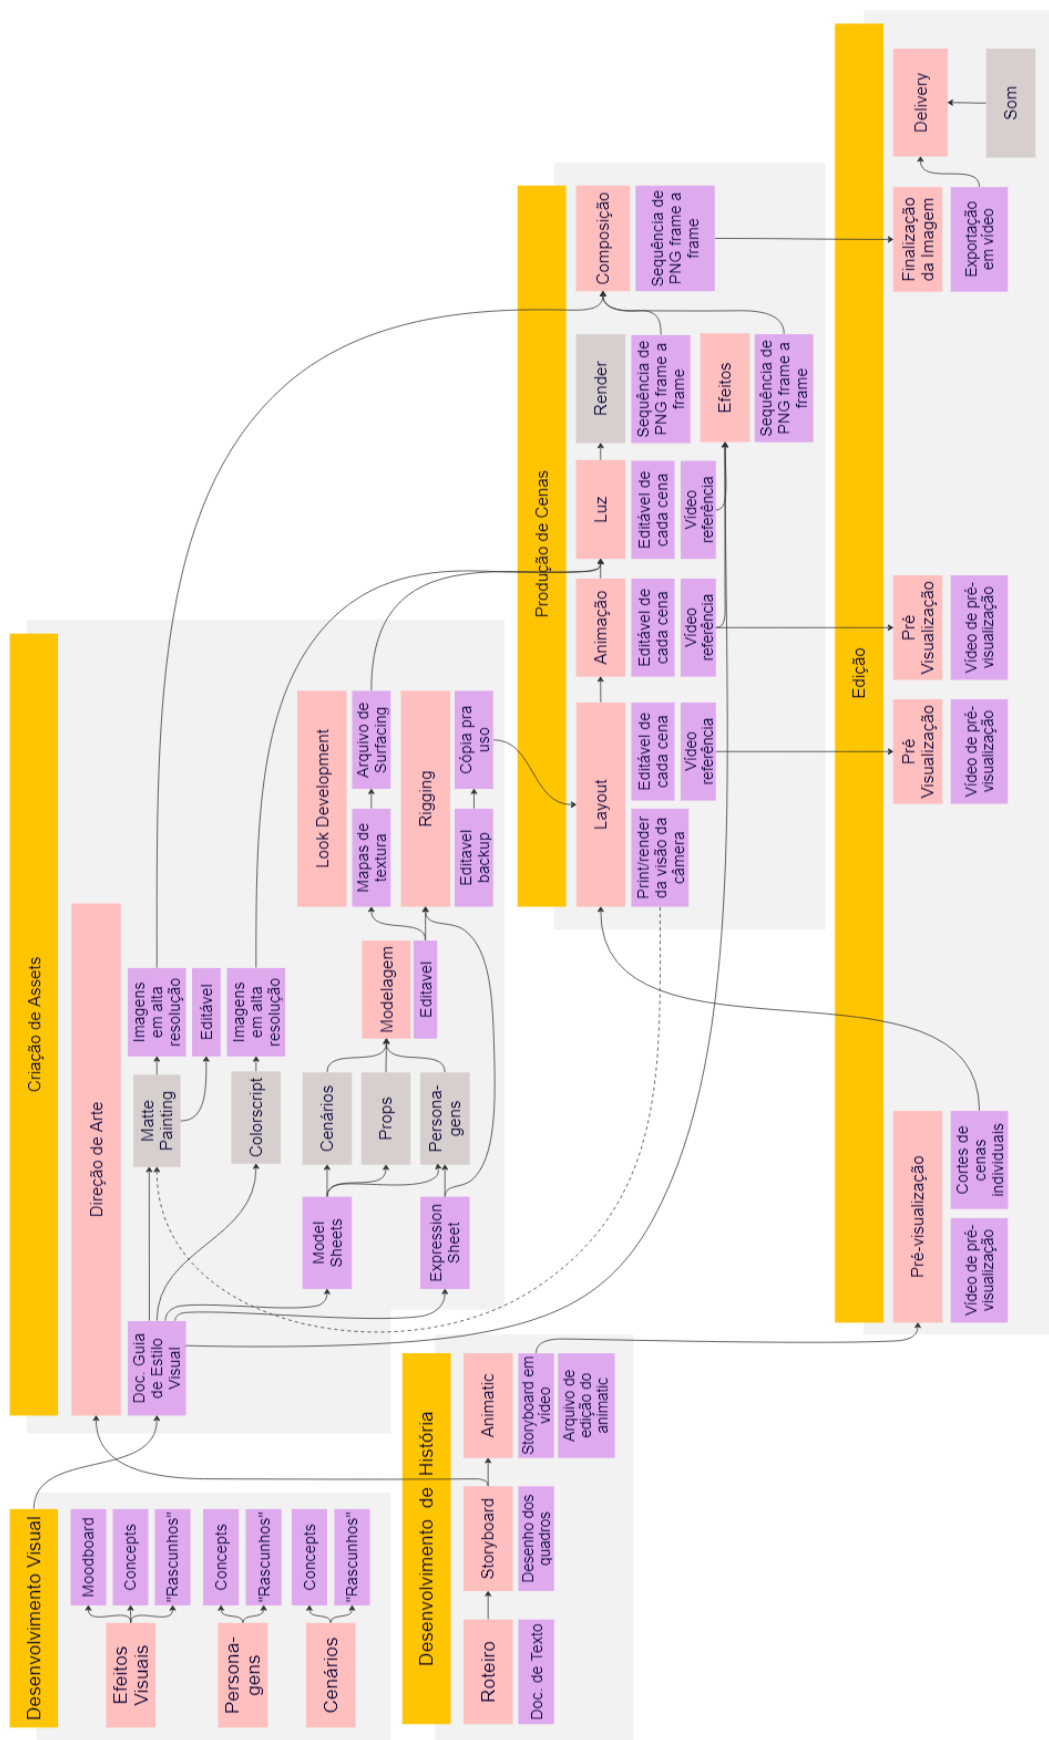 Desenvolvimento Visual
Efeitos
Visuais
Moodboard
Concepts
"Rascunhos"
Persona-
gens
Concepts
"Rascunhos"
Cenários
Concepts
"Rascunhos"
Desenvolvimento de História
Roteiro
Doc. de Texto
Storyboard
Desenho dos
quadros
Animatic
Storyboard em
vídeo
Arquivo de
edição do
animatic
Criação de Assets
Direção de Arte
Doc. Guia
de Estilo
Visual
Matte
Painting
Imagens
em alta
resolução
Editável
Colorscript
Imagens
em alta
resolução
Model
Sheets
Expression
Sheet
Cenários
Props
Persona-
gens
Modelagem
Editavel
Look Development
Mapas de
textura
Arquivo de
Surfacing
Rigging
Editavel
backup
Cópia pra
uso
Produção de Cenas
Layout
Print/render
da visão da
câmera
Editável de
cada cena
Vídeo
referência
Animação
Editável de
cada cena
Vídeo
referência
Luz
Editável de
cada cena
Vídeo
referência
Render
Sequência de
PNG frame a
frame
Efeitos
Sequência de
PNG frame a
frame
Composição
Sequência de
PNG frame a
frame
Edição
Pré-visualização
Vídeo de pré-
visualização
Cortes de
cenas
individuais
Pré
Visualização
Vídeo de pré-
visualização
Pré
Visualização
Vídeo de pré-
visualização
Finalização
da Imagem
Exportação
em vídeo
Delivery
Som